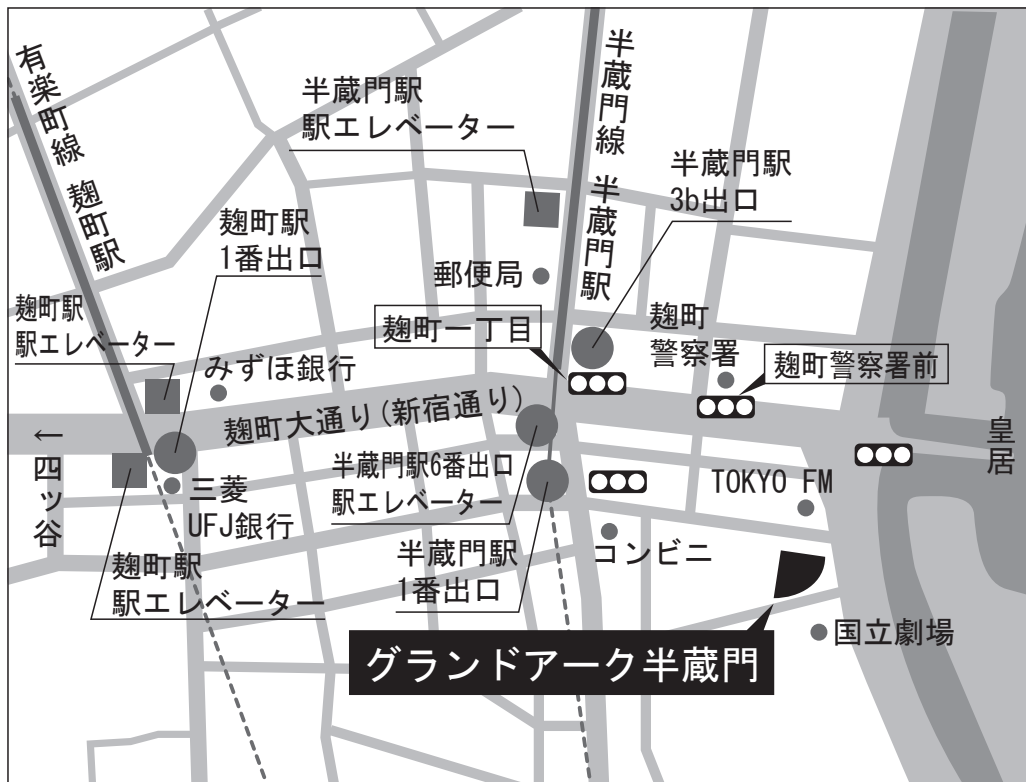 有楽町線 麹町駅
半蔵門駅
駅エレベーター
半蔵門線 半蔵門駅
半蔵門駅
3b出口
麹町駅
1番出口
郵便局
麹町駅
駅エレベーター
麹町一丁目
麹町
警察署
みずほ銀行
麹町警察署前
麹町大通り(新宿通り)
←四ツ谷
皇居
半蔵門駅6番出口
駅エレベーター
TOKYO FM
三菱
UFJ銀行
コンビニ
半蔵門駅
1番出口
麹町駅
駅エレベーター
国立劇場
グランドアーク半蔵門